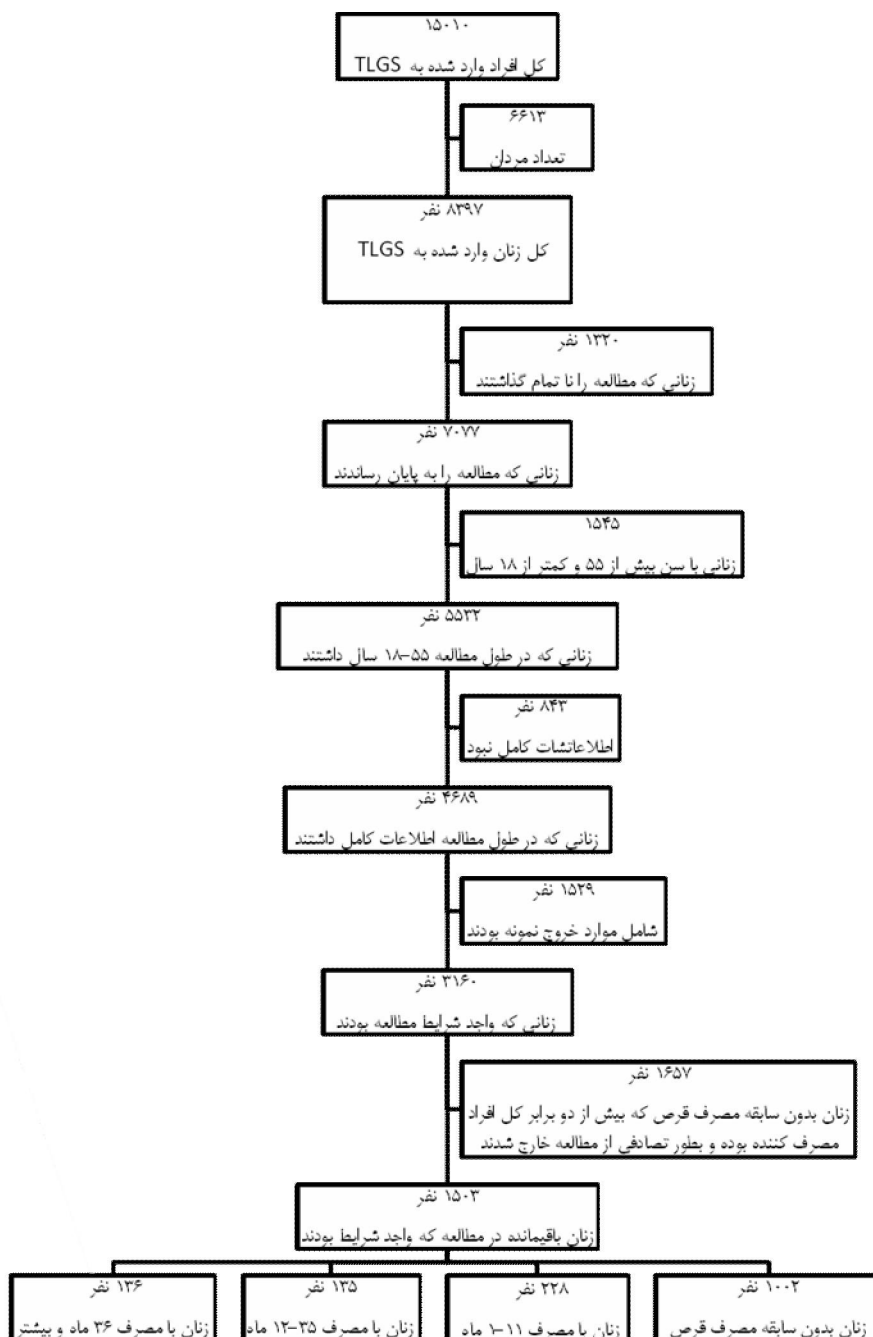 ۱۵۰۱۰
کل افراد وارد شده به TLGS
۶۶۱۳
تعداد مردان
۸۳۹۷ نفر
کل زنان وارد شده به TLGS
۱۳۲۰ نفر
زنانی که مطالعه را نا تمام گذاشتند
۷۰۷۷ نفر
زنانی که مطالعه را به پایان رساندند
۱۵۴۵
زنانی با سن بیش از ۵۵ و کمتر از ۱۸ سال
۵۵۳۲ نفر
زنانی که در طول مطالعه ۵۵-۱۸ سال داشتند
۸۴۳ نفر
اطلاعاتشات کامل نبود
۴۶۸۹ نفر
زنانی که در طول مطالعه اطلاعات کامل داشتند
۱۵۲۹ نفر
شامل موارد خروج نمونه بودند
۳۱۶۰ نفر
زنانی که واجد شرایط مطالعه بودند
۱۶۵۷ نفر
زنان بدون سابقه مصرف قرص که بیش از دو برابر کل افراد
مصرف کننده بوده و بطور تصادفی از مطالعه خارج شدند
۱۵۰۳ نفر
زنان باقیمانده در مطالعه که واجد شرایط بودند
۱۰۰۲ نفر
زنان بدون سابقه مصرف قرص
۲۲۸ نفر
زنان با مصرف ۱۱-۱ ماه
۱۳۵ نفر
زنان با مصرف ۳۵-۱۲ ماه
۱۳۶ نفر
زنان با مصرف ۳۶ ماه و بیشتر